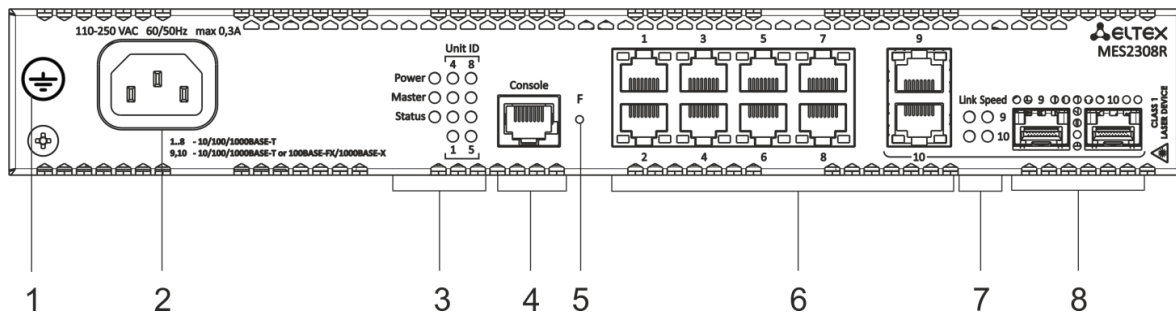 110-250 VAC 60/50Hz max 0,3A
Unit ID
4 8
Power
Master
Status
1 5
1..8 - 10/100/1000BASE-T
9,10 - 10/100/1000BASE-T or 100BASE-FX/1000BASE-X
Console
F
1 3 5 7 9
2 4 6 8 10
ELTEX
MES2308R
Link Speed
9
10
9 10
CLASS 1
LASER DEVICE
1 2 3 4 5 6 7 8